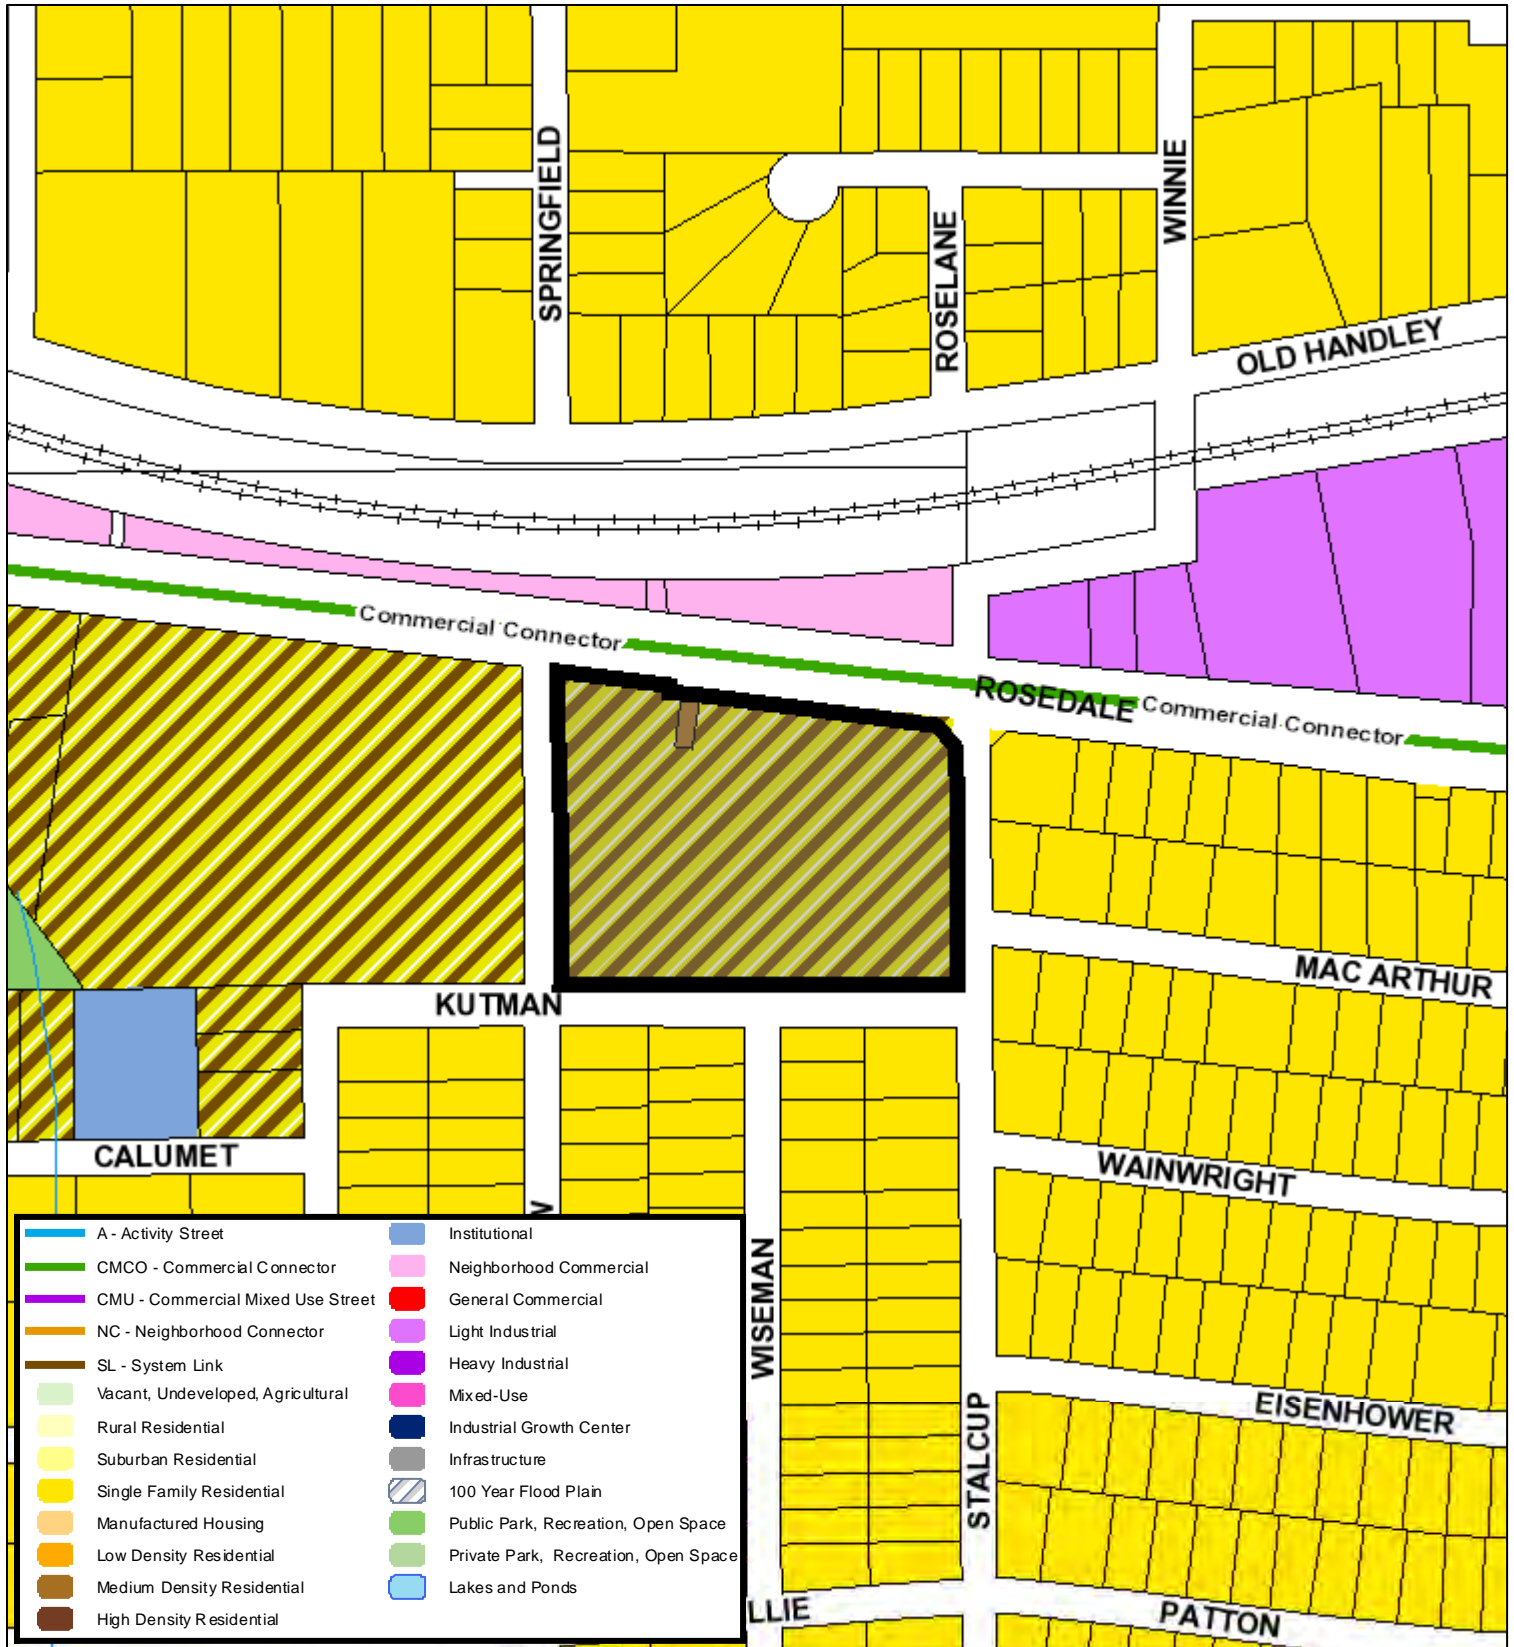 SPRINGFIELD
WINNIE
ROSELANE
OLD HANDLEY
Commercial Connector
ROSEDALE
Commercial Connector
MAC ARTHUR
KUTMAN
CALUMET
WAINWRIGHT
WISEMAN
EISENHOWER
STALCUP
LLIE
PATTON
A - Activity Street
CMCO - Commercial Connector
CMU - Commercial Mixed Use Street
NC - Neighborhood Connector
SL - System Link
Vacant, Undeveloped, Agricultural
Rural Residential
Suburban Residential
Single Family Residential
Manufactured Housing
Low Density Residential
Medium Density Residential
High Density Residential
Institutional
Neighborhood Commercial
General Commercial
Light Industrial
Heavy Industrial
Mixed-Use
Industrial Growth Center
Infrastructure
100 Year Flood Plain
Public Park, Recreation, Open Space
Private Park, Recreation, Open Space
Lakes and Ponds